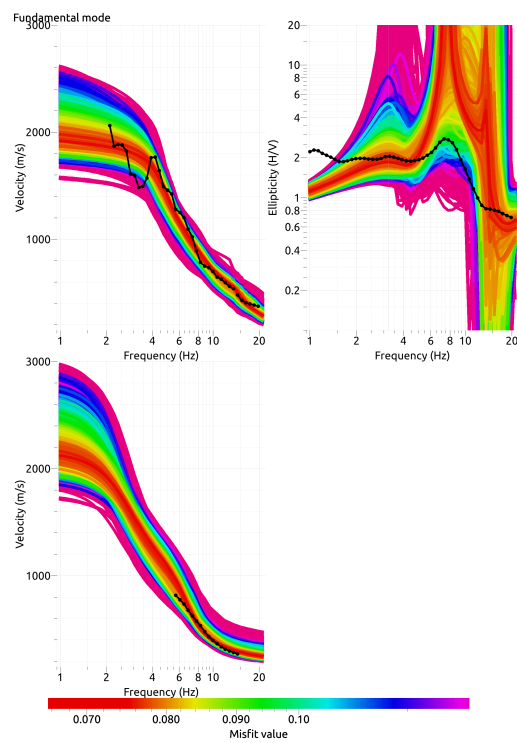 Fundamental mode
3000
2000
1000
Velocity (m/s)
1 2 4 6 8 10 20
Frequency (Hz)
20
10
8
6
4
2
1
0.8
0.6
0.4
0.2
Ellipticity (H/V)
1 2 4 6 8 10 20
Frequency (Hz)
3000
2000
1000
Velocity (m/s)
1 2 4 6 8 10 20
Frequency (Hz)
0.070 0.080 0.090 0.10
Misfit value